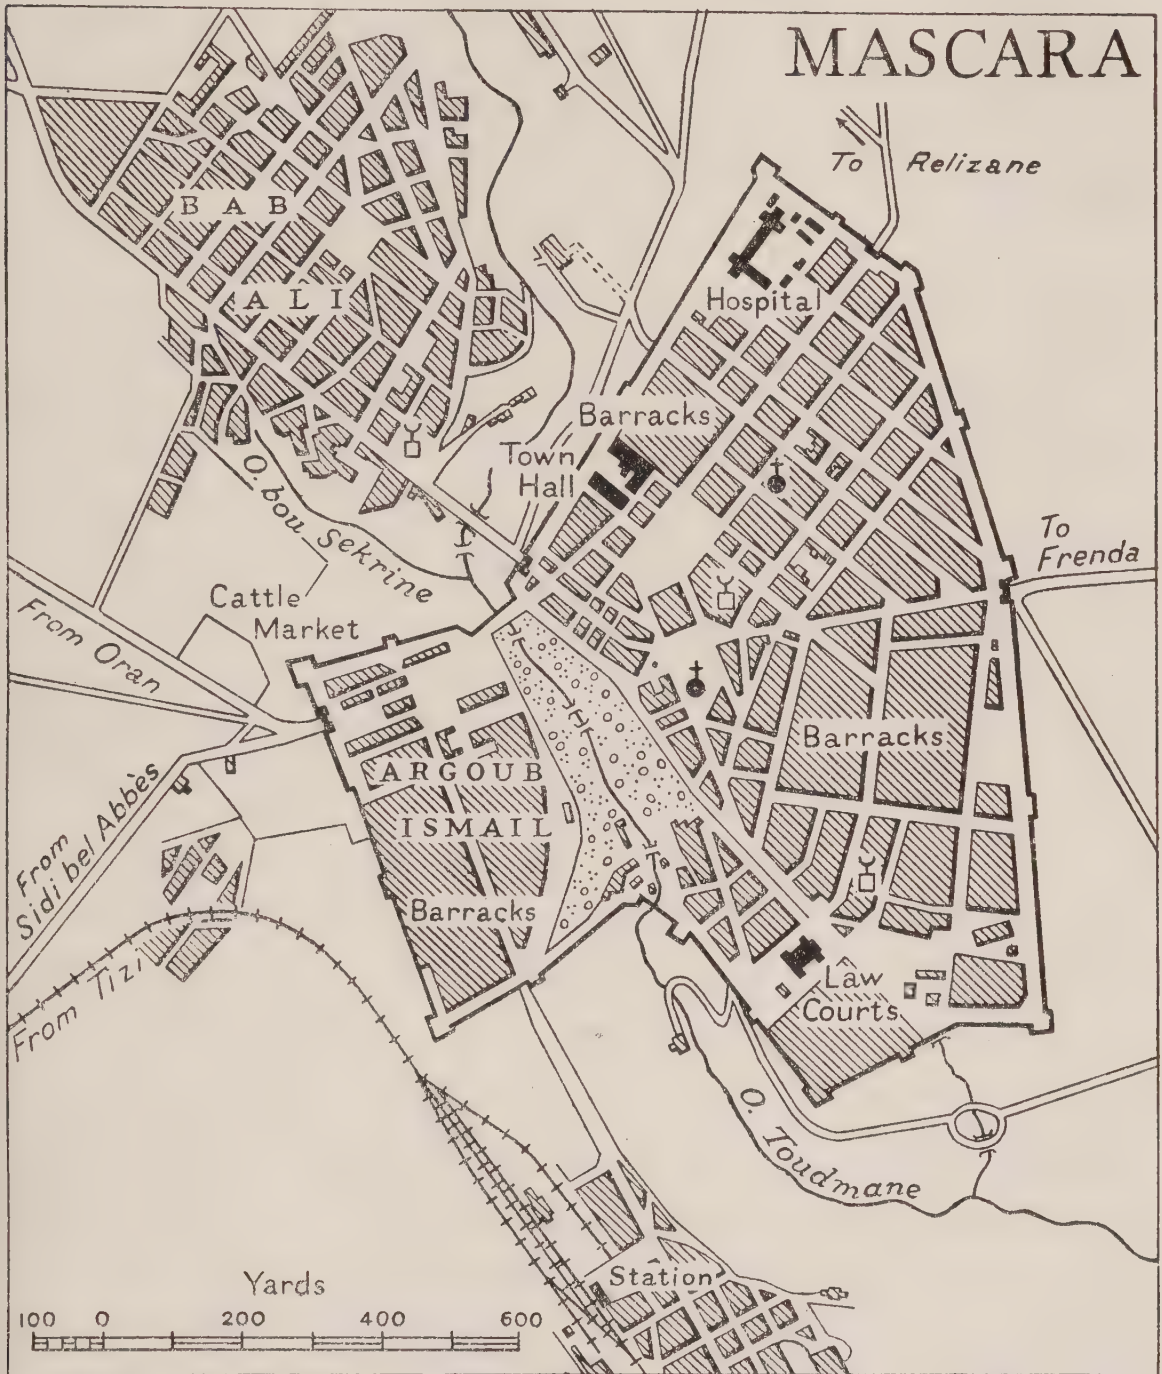 MASCARA
To Relizane
BAB
ALI
Hospital
Barracks
Town
Hall
O. bou Sekrine
To
Frenda
Cattle
Market
From Oran
Barracks
ARGOUB
ISMAIL
From
Sidi bel Abbès
Barracks
From Tizi
Law
Courts
O. Toudmane
Station
Yards
100 0 200 400 600